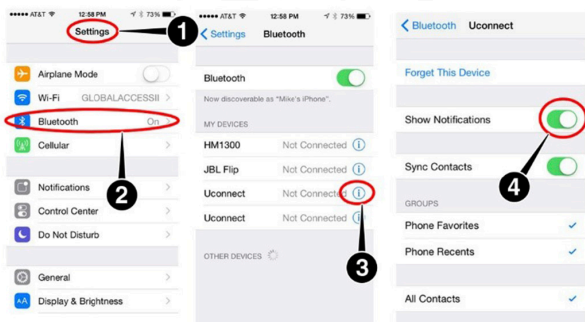 AT&T 12:58 PM 73%
Settings
1
Airplane Mode
Wi-Fi GLOBALACCESSII
Bluetooth On
2
Cellular
Notifications
Control Center
Do Not Disturb
General
Display & Brightness
AT&T 12:58 PM 73%
Settings Bluetooth
Bluetooth
Now discoverable as “Mike's iPhone”.
MY DEVICES
HM1300 Not Connected
JBL Flip Not Connected
Uconnect Not Connected
Uconnect Not Connected
3
OTHER DEVICES
Bluetooth Uconnect
Forget This Device
Show Notifications
4
Sync Contacts
GROUPS
Phone Favorites
Phone Recents
All Contacts